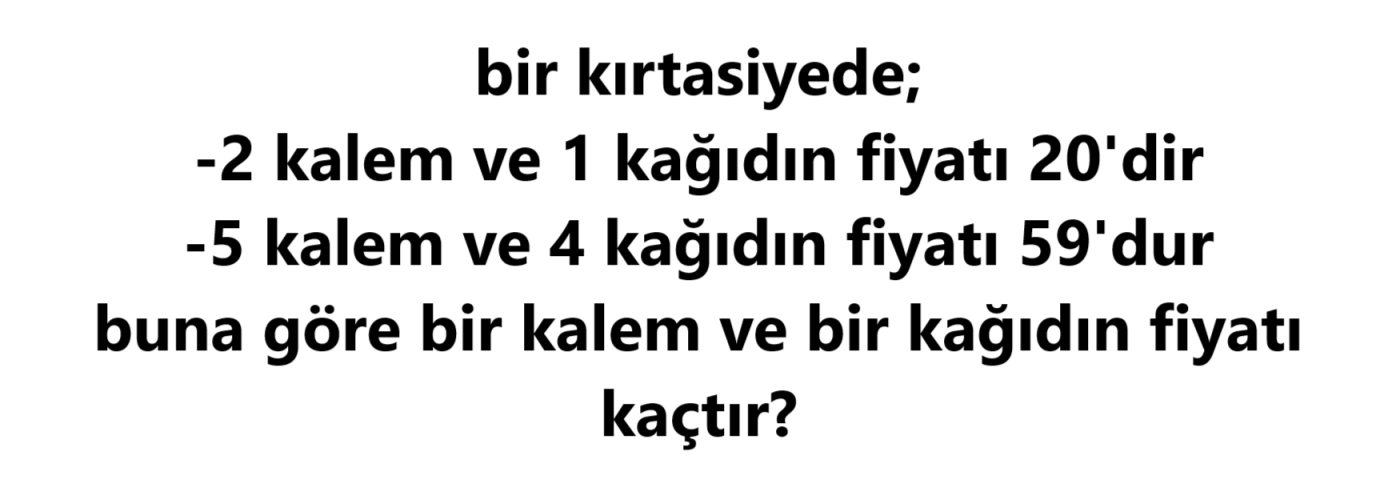 bir kırtasiyede;
-2 kalem ve 1 kağıdın fiyatı 20'dir
-5 kalem ve 4 kağıdın fiyatı 59'dur
buna göre bir kalem ve bir kağıdın fiyatı
kaçtır?